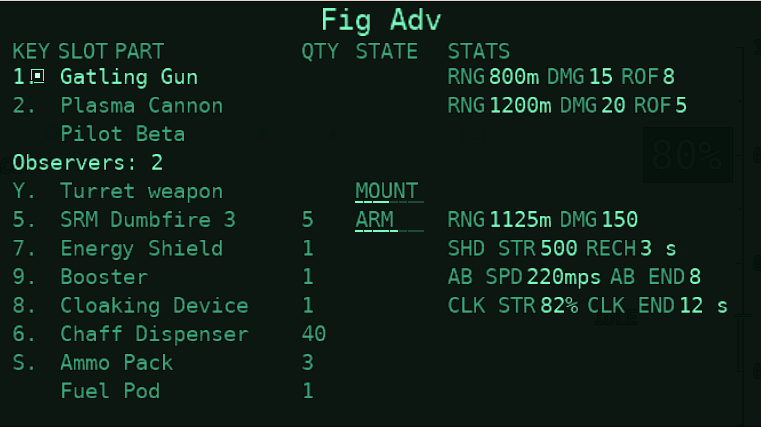 Fig Adv
KEY SLOT PART QTY STATE STATS
1. Gatling Gun RNG 800m DMG 15 ROF 8
2. Plasma Cannon RNG 1200m DMG 20 ROF 5
Pilot Beta
80%
Observers: 2
Y. Turret weapon MOUNT
5. SRM Dumbfire 3 5 ARM RNG 1125m DMG 150
7. Energy Shield 1 SHD STR 500 RECH 3 s
9. Booster 1 AB SPD 220mps AB END 8
8. Cloaking Device 1 CLK STR 82% CLK END 12 s
6. Chaff Dispenser 40
S. Ammo Pack 3
Fuel Pod 1